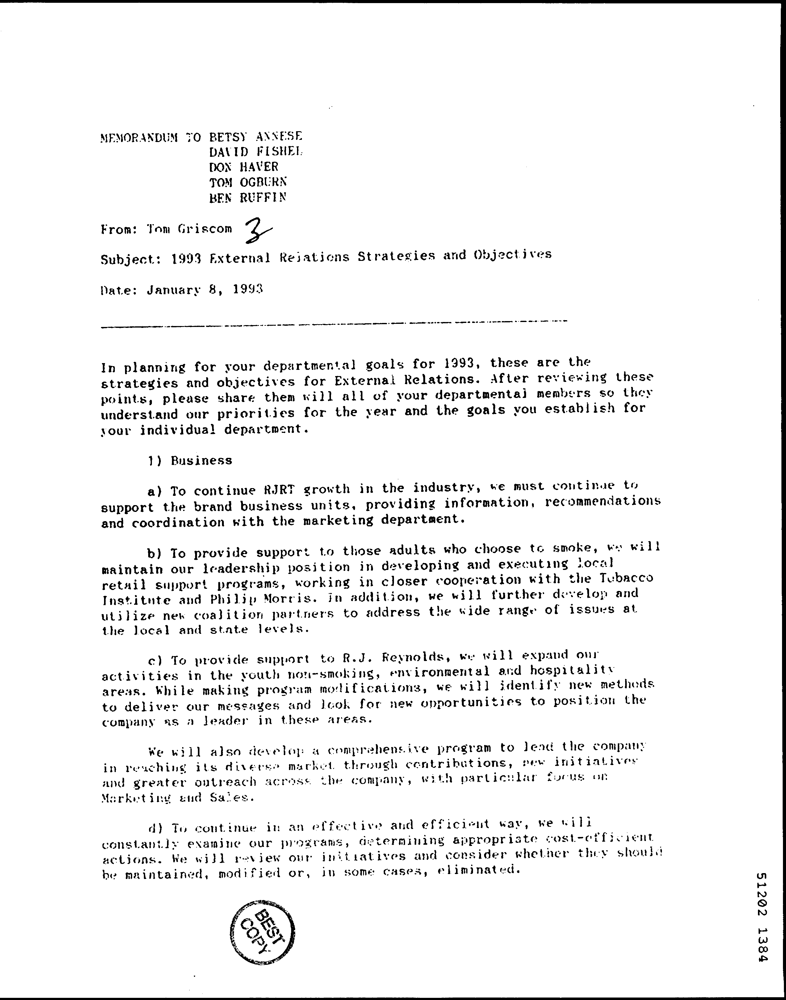 MEMORANDUM TO BETSY ANNESE
DAVID FISHEL
DON HAVER
TOM OGBURN
BEN RUFFIN
From: Tom Griscom
Subject: 1993 External Relations Strategies and Objectives
Date: January 8, 1993
In planning for your departmental goals for 1993, these are the
strategies and objectives for External Relations. After reviewing these
points, please share them will all of your departmental members so they
understand our priorities for the year and the goals you establish for
your individual department.
1) Business
a) To continue RJRT growth in the industry, we must continue to
support the brand business units, providing information, recommendations
and coordination with the marketing department.
b) To provide support to those adults who choose to smoke, we will
maintain our leadership position in developing and executing local
retail support programs, working in closer cooperation with the Tobacco
Institute and Philip Morris. In addition, we will further develop and
utilize new coalition partners to address the wide range of issues at
the local and state levels.
c) To provide support to R.J. Reynolds, we will expand our
activities in the youth non-smoking, environmental and hospitality
areas. While making program modifications, we will identify new methods
to deliver our messages and look for new opportunities to position the
company as a leader in these areas.
We will also develop a comprehensive program to lead the company
in reaching its diverse market through contributions, new initiatives
and greater outreach across the company, with particular focus on
Marketing and Sales.
d) To continue in an effective and efficient way, we will
constantly examine our programs, determining appropriate cost-efficient
actions. We will review our initiatives and consider whether they should
be maintained, modified or, in some cases, eliminated.
BEST
COPY
51202 1384